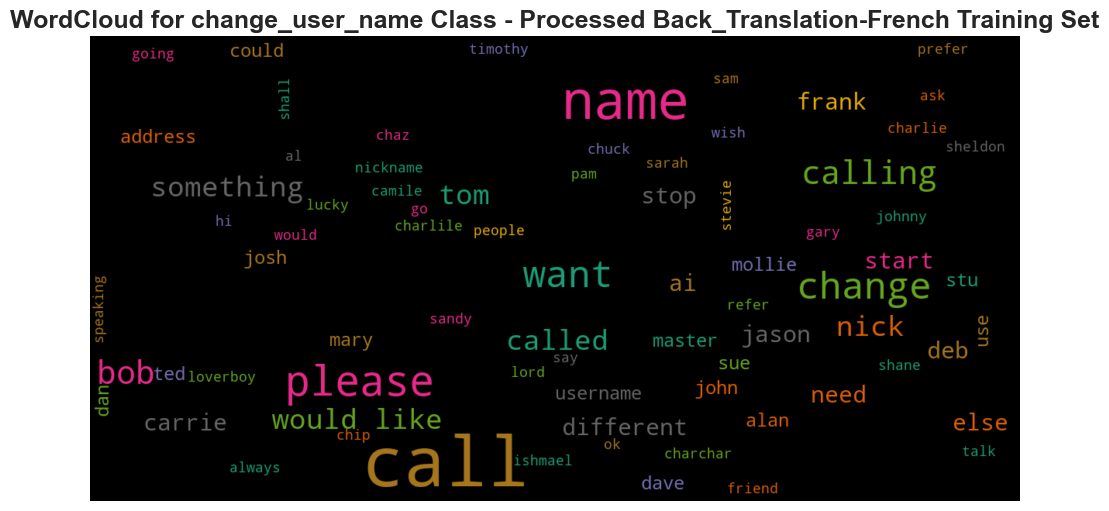 WordCloud for change_user_name Class - Processed Back_Translation-French Training Set
going
could
timothy
prefer
shall
sam
frank
ask
name
address
chaz
wish
charlie
al
chuck
sheldon
nickname
sarah
calling
something
camile
tom
pam
stop
lucky
go
stevie
johnny
hi
charlile
people
would
gary
josh
mollie
start
want
ai
change
stu
speaking
refer
sandy
nick
use
mary
called
master
jason
deb
say
sue
shane
bob
ted
loverboy
lord
please
dan
username
john
need
carrie
would like
different
alan
else
chip
call
ok
always
ishmael
charchar
talk
dave
friend